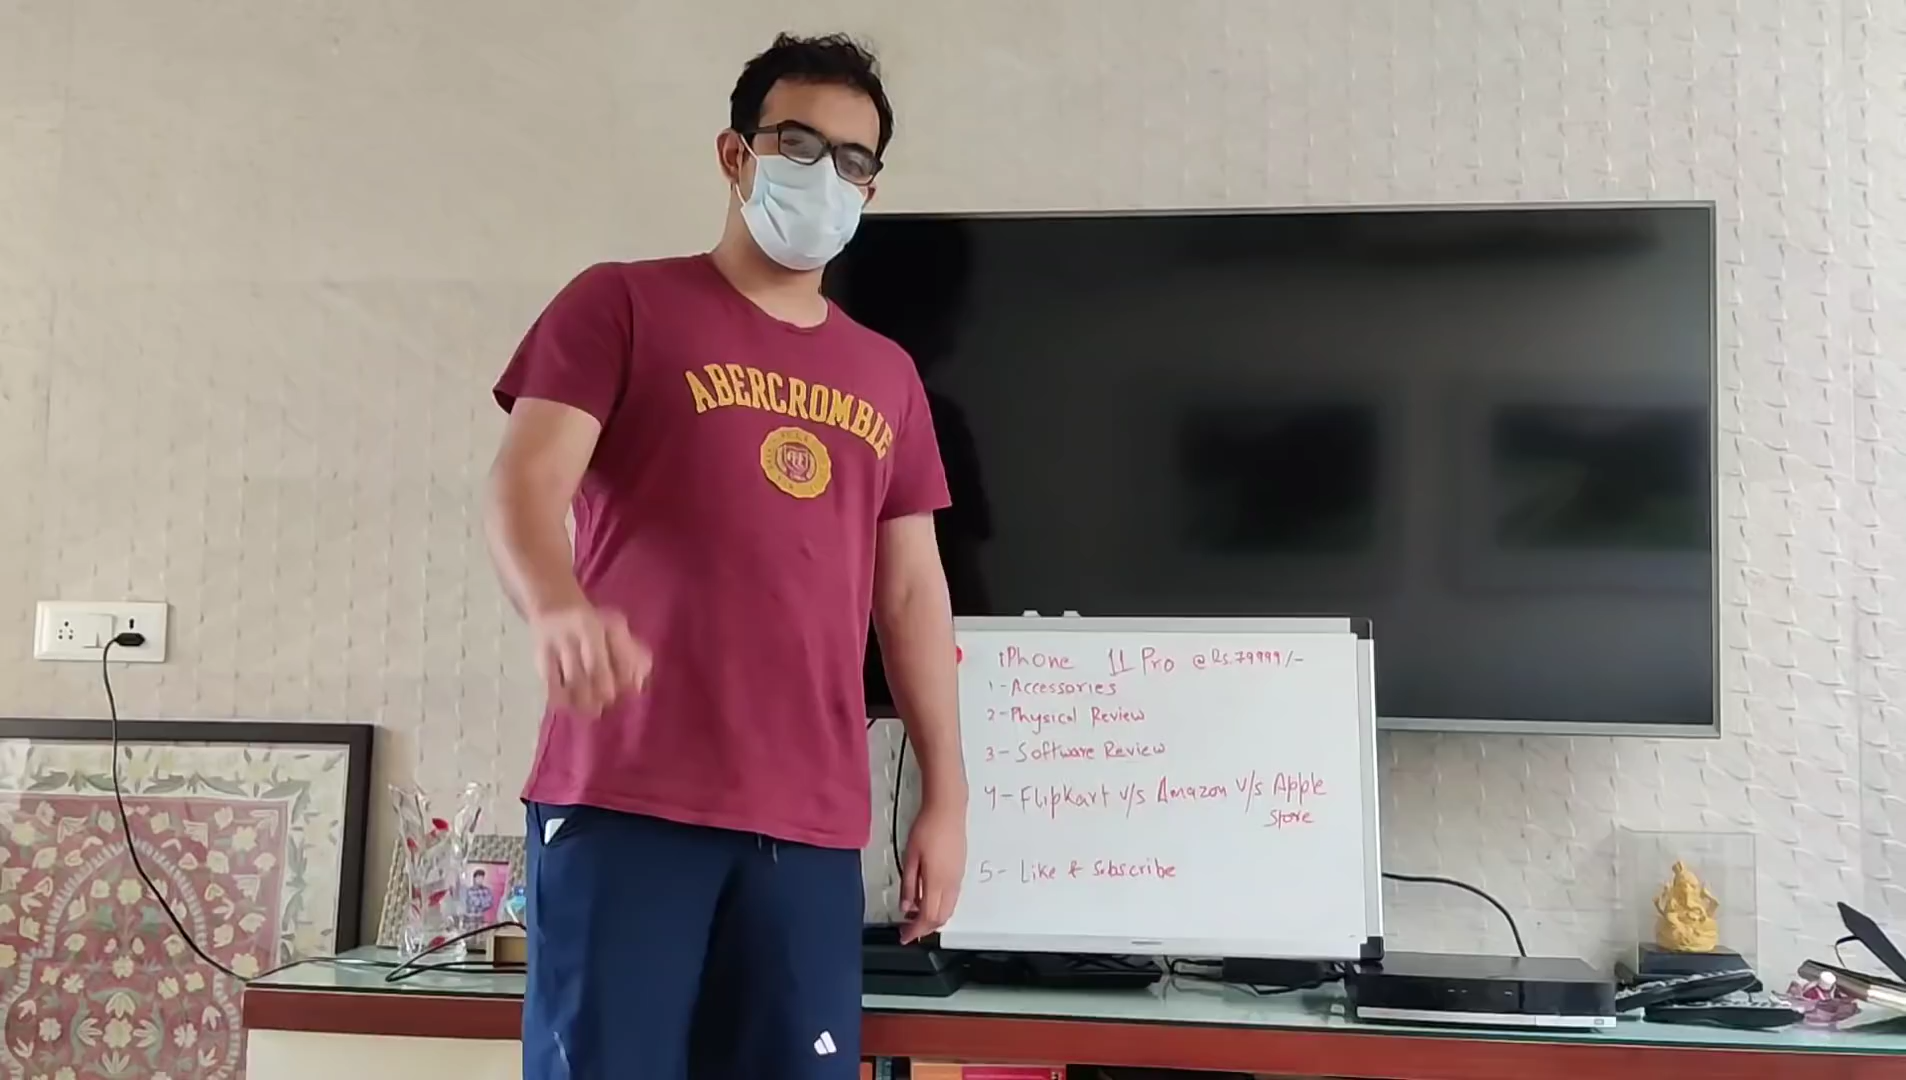 ABERCROMBIE
iPhone 11 Pro @Rs.79999/-
1-Accessories
2-Physical Review
3-Software Review
4-Flipkart v/s Amazon v/s Apple
Store
5- Like & Subscribe